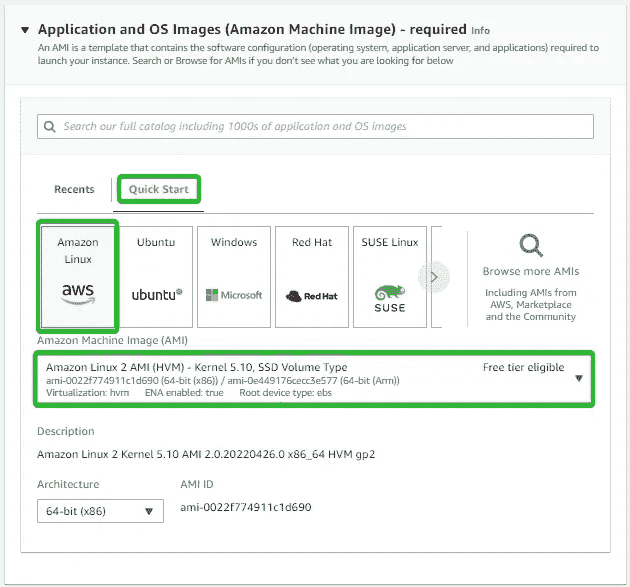 Application and OS Images (Amazon Machine Image) - required Info
An AMI is a template that contains the software configuration (operating system, application server, and applications) required to
launch your instance. Search or Browse for AMIs if you don't see what you are looking for below
Search our full catalog including 1000s of application and OS images
Recents
Quick Start
Amazon
Linux
aws
Ubuntu
ubuntu
Windows
Microsoft
Red Hat
Red Hat
SUSE Linux
SUSE
Browse more AMIs
Including AMIs from
AWS, Marketplace
and the Community
Amazon Machine Image (AMI)
Amazon Linux 2 AMI (HVM) - Kernel 5.10, SSD Volume Type Free tier eligible
ami-0022f774911c1d690 (64-bit (x86)) / ami-0e449176cecc3e577 (64-bit (Arm))
Virtualization: hvm ENA enabled: true Root device type: ebs
Description
Amazon Linux 2 Kernel 5.10 AMI 2.0.20220426.0 x86_64 HVM gp2
Architecture
AMI ID
64-bit (x86)
ami-0022f774911c1d690